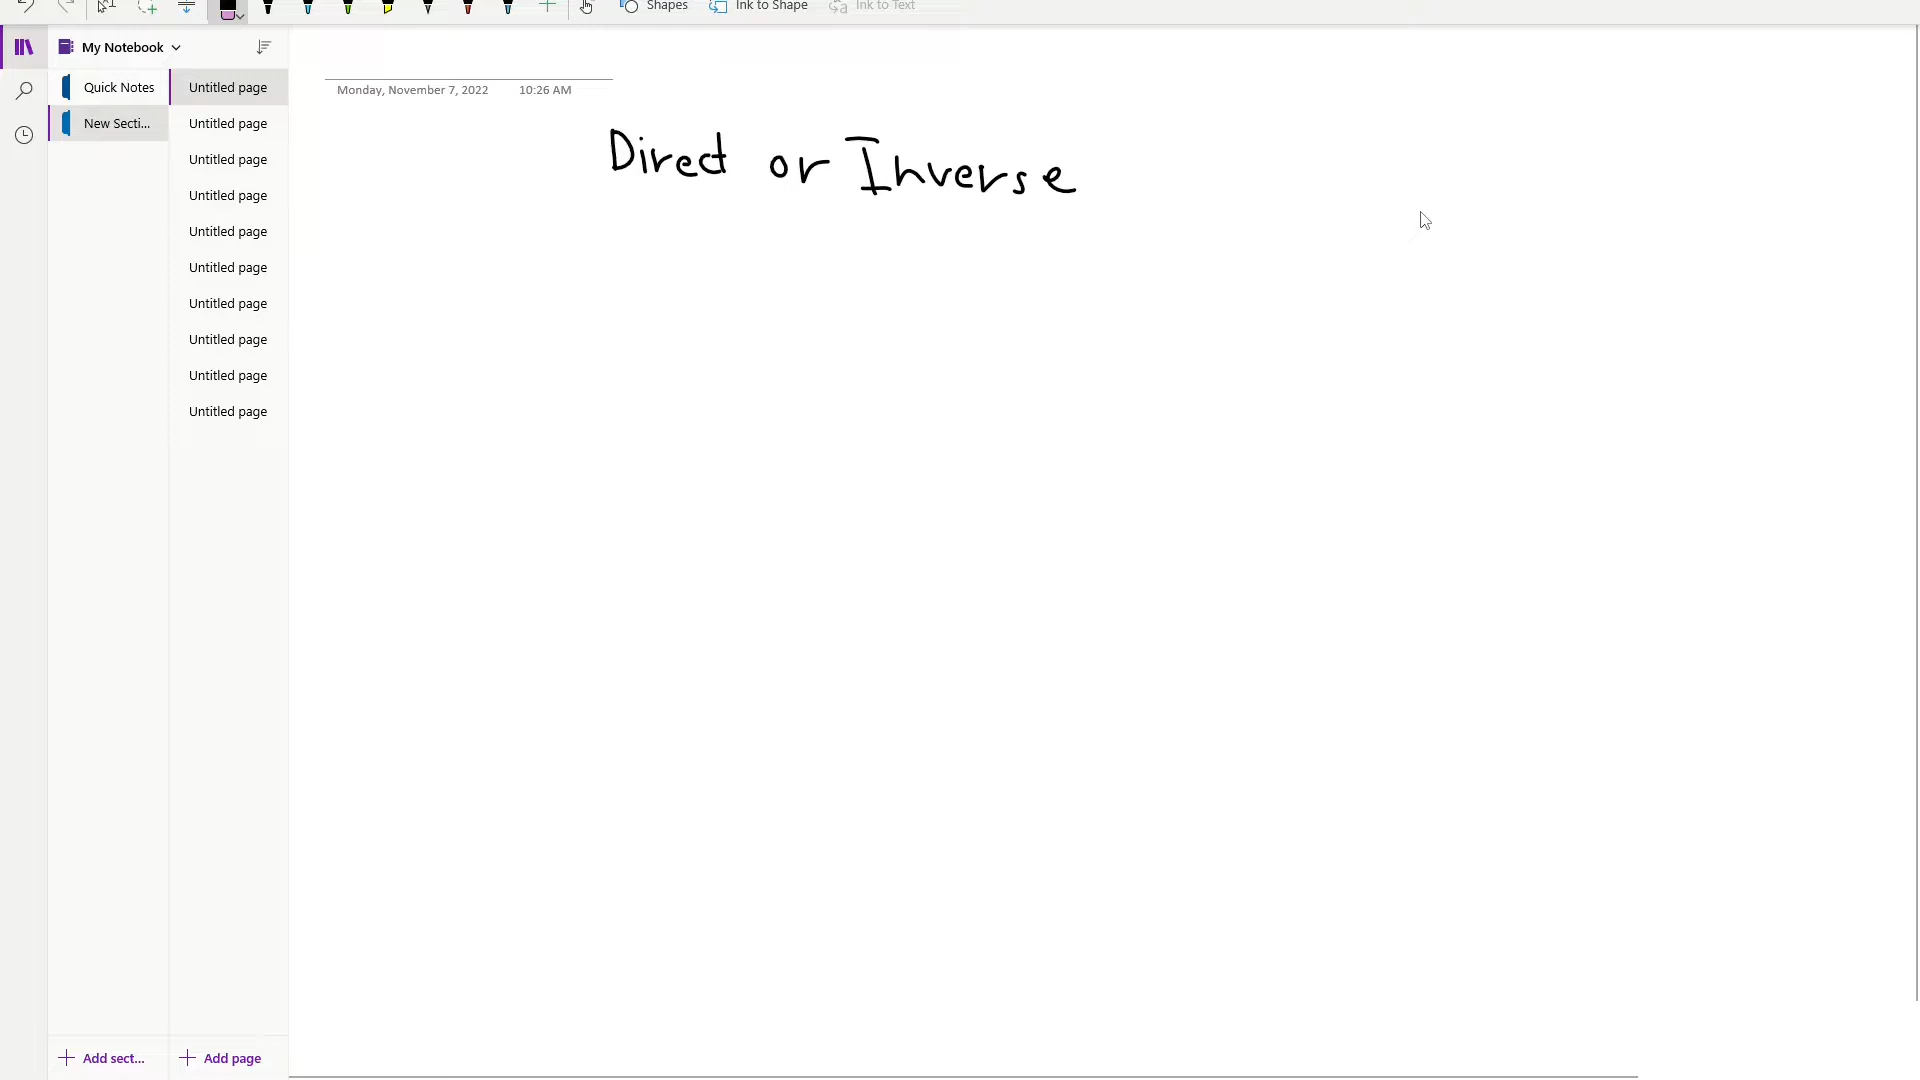 Shapes
Ink to Shape
Ink to Text
My Notebook
Quick Notes
Untitled page
New Secti...
Untitled page
Untitled page
Untitled page
Untitled page
Untitled page
Untitled page
Untitled page
Untitled page
Untitled page
Monday, November 7, 2022 10:26 AM
Direct or Inverse
Add sect...
Add page